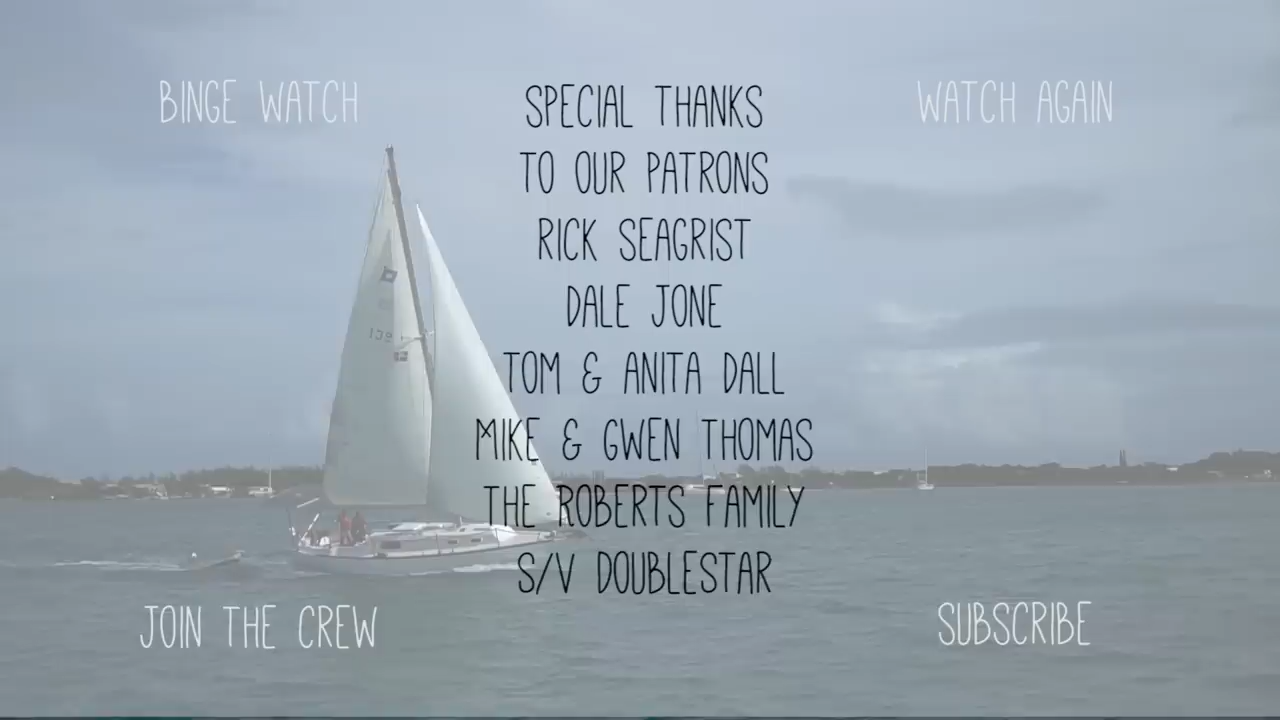 BINGE WATCH
WATCH AGAIN
SPECIAL THANKS
TO OUR PATRONS
RICK SEAGRIST
DALE JONE
TOM & ANITA DALL
MIKE & GWEN THOMAS
THE ROBERTS FAMILY
S/V DOUBLESTAR
JOIN THE CREW
SUBSCRIBE